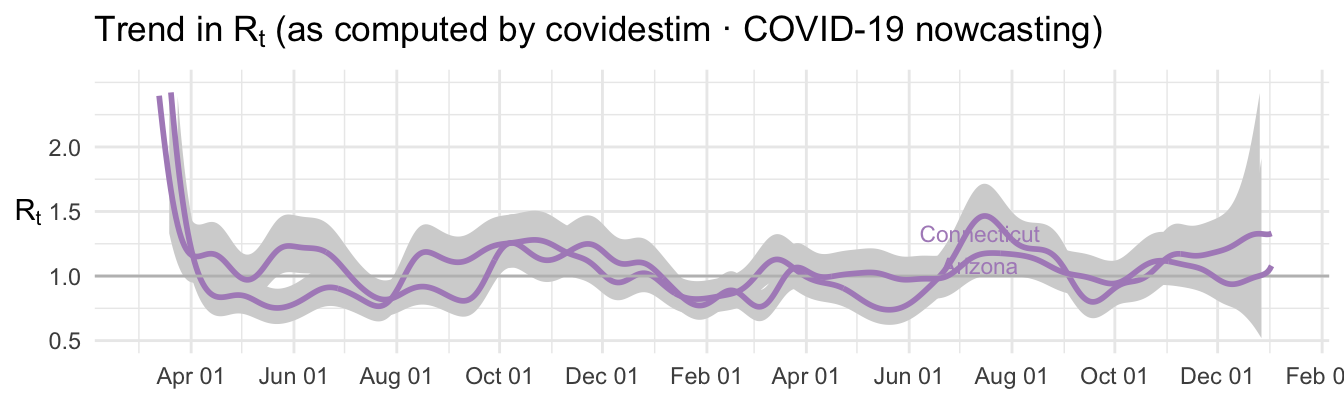 Trend in Rt (as computed by covidestim · COVID-19 nowcasting)
2.0
Rt 1.5
Connecticut
Arizona
1.0
0.5
Apr 01 Jun 01 Aug 01 Oct 01 Dec 01 Feb 01 Apr 01 Jun 01 Aug 01 Oct 01 Dec 01 Feb 0